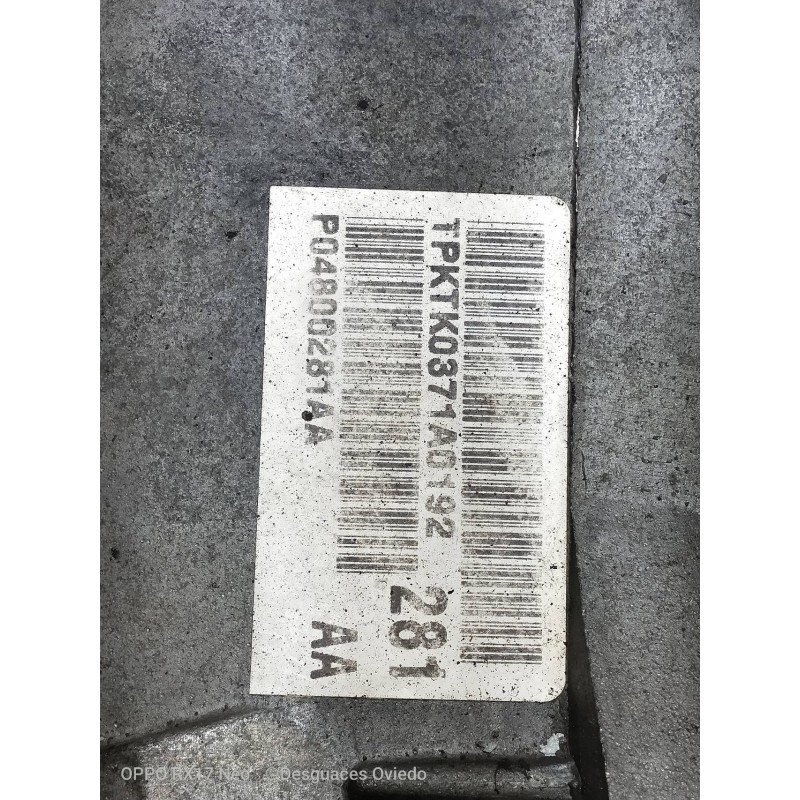 TPKTK0371A0192
281
P04800281AA
AA
OPPO RX17 Neo Desguaces Oviedo